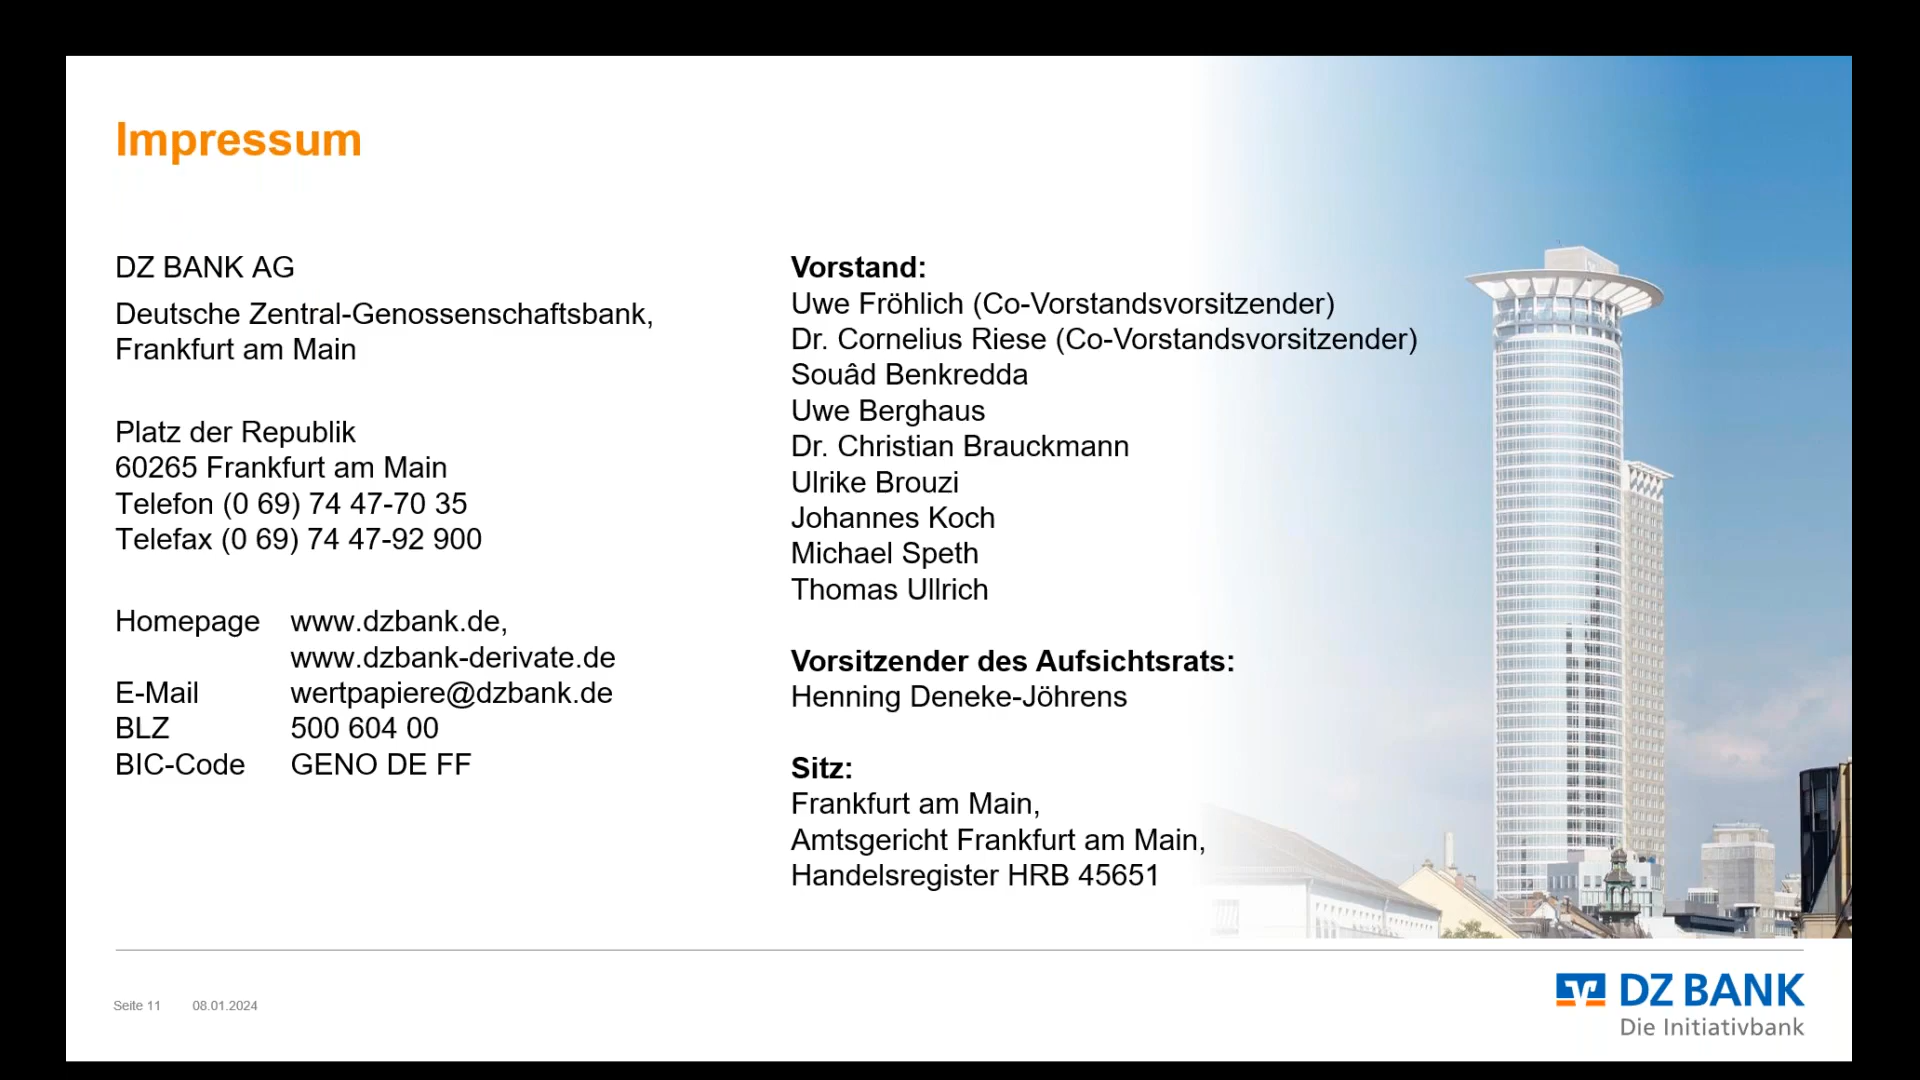 Impressum
DZ BANK AG
Deutsche Zentral-Genossenschaftsbank,
Frankfurt am Main
Platz der Republik
60265 Frankfurt am Main
Telefon (0 69) 74 47-70 35
Telefax (0 69) 74 47-92 900
Homepage www.dzbank.de,
www.dzbank-derivate.de
E-Mail wertpapiere@dzbank.de
BLZ 500 604 00
BIC-Code GENO DE FF
Vorstand:
Uwe Fröhlich (Co-Vorstandsvorsitzender)
Dr. Cornelius Riese (Co-Vorstandsvorsitzender)
Souâd Benkredda
Uwe Berghaus
Dr. Christian Brauckmann
Ulrike Brouzi
Johannes Koch
Michael Speth
Thomas Ullrich
Vorsitzender des Aufsichtsrats:
Henning Deneke-Jöhrens
Sitz:
Frankfurt am Main,
Amtsgericht Frankfurt am Main,
Handelsregister HRB 45651
Seite 11 08.01.2024
DZ BANK
Die Initiativbank